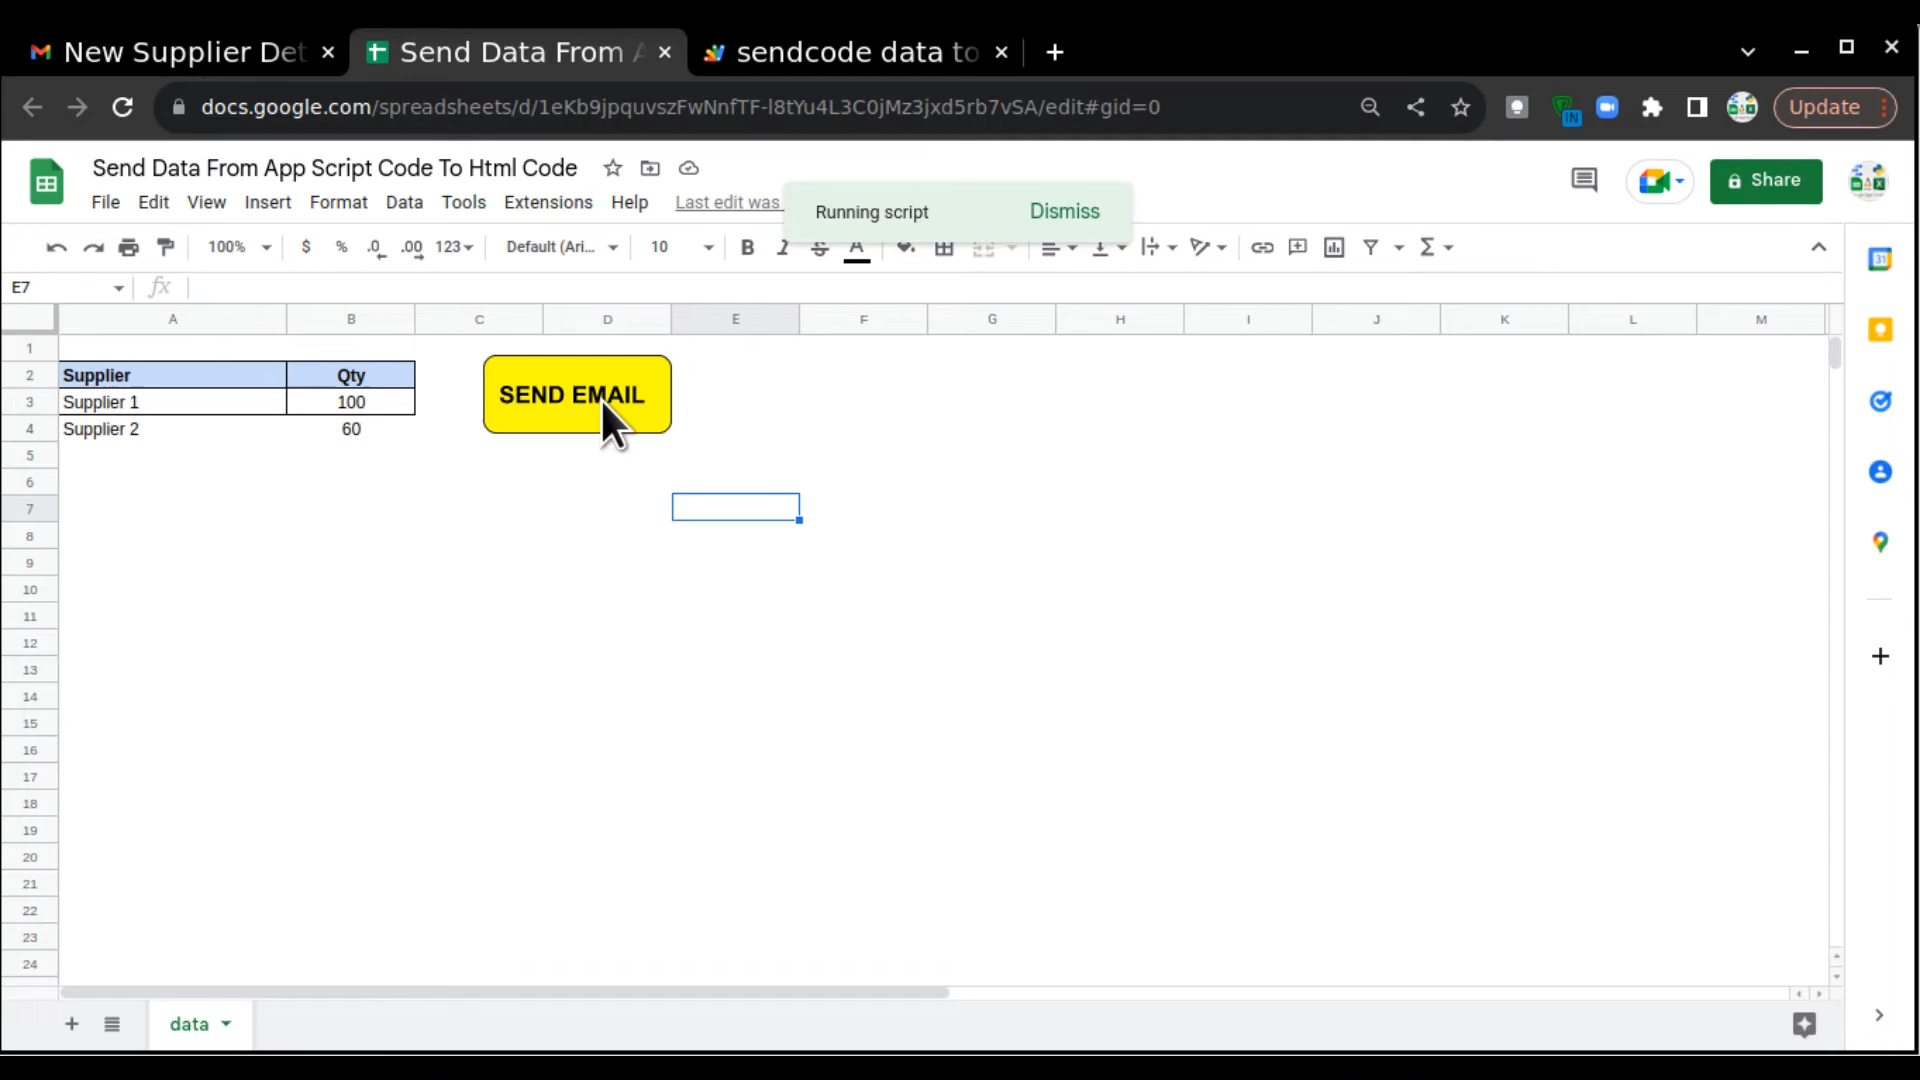 New Supplier Det
Send Data From A
sendcode data to
docs.google.com/spreadsheets/d/1eKb9jpquvszFwNnfTF-l8tYu4L3C0jMz3jxd5rb7vSA/edit#gid=0
IN
Update
Send Data From App Script Code To Html Code
Share
File Edit View Insert Format Data Tools Extensions Help Last edit was
Running script Dismiss
100% $ % .0 .00 123 Default (Ari... 10 B I S A Σ
31
E7 fx
A B C D E F G H I J K L M
1
2 Supplier Qty
3 Supplier 1 100
4 Supplier 2 60
SEND EMAIL
5
6
7
8
9
10
11
12
13
14
15
16
17
18
19
20
21
22
23
24
data